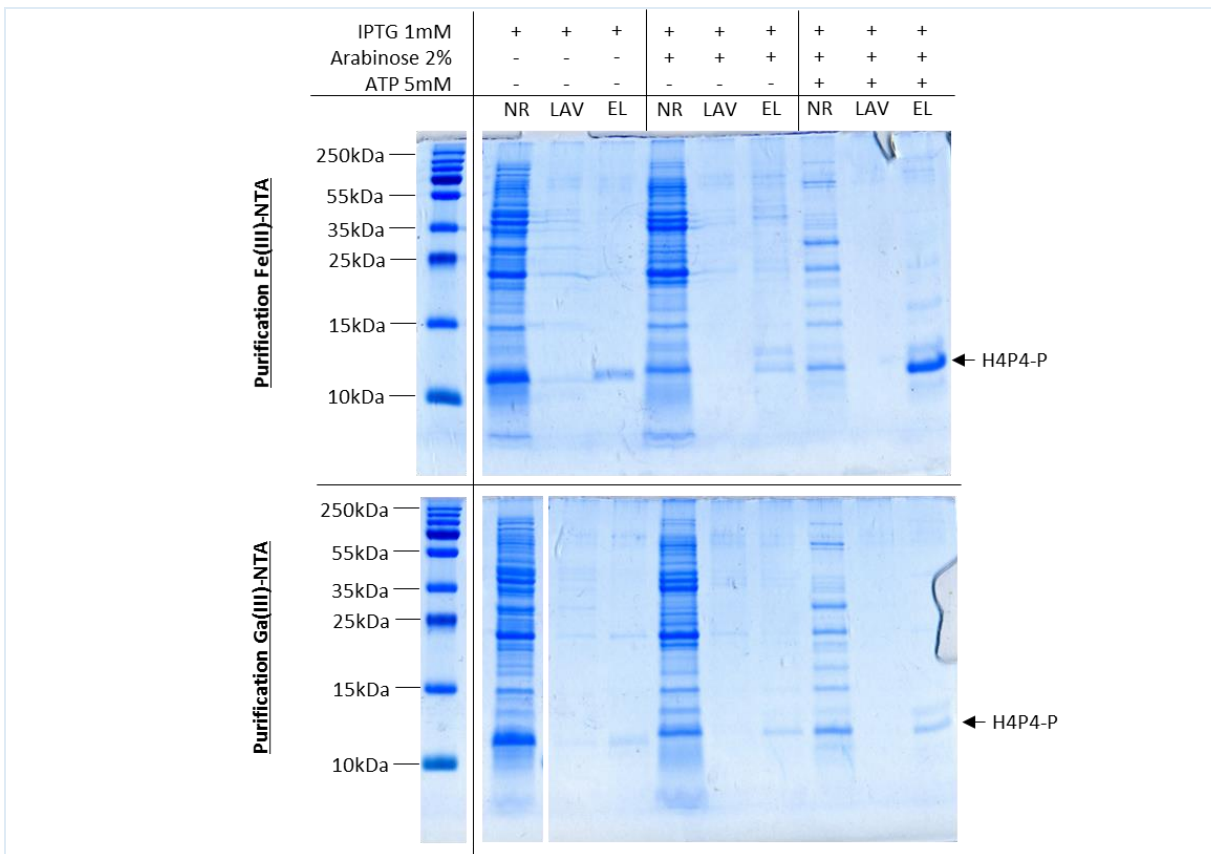 IPTG 1mM + + + + + + + + +
Arabinose 2% - - - + + + + + +
ATP 5mM - - - - - - + + +
NR LAV EL NR LAV EL NR LAV EL
Purification Fe(III)-NTA
250kDa
55kDa
35kDa
25kDa
15kDa
H4P4-P
10kDa
Purification Ga(III)-NTA
250kDa
55kDa
35kDa
25kDa
15kDa
H4P4-P
10kDa